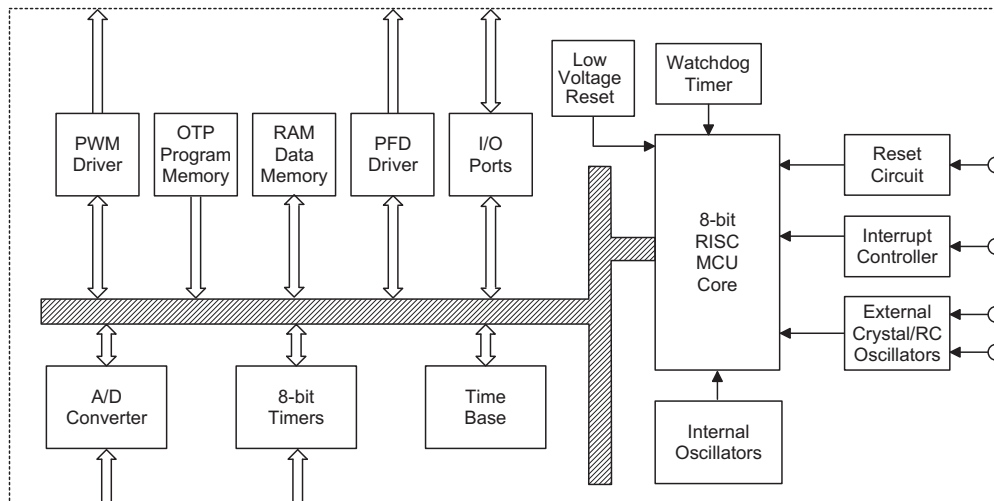 Low
Voltage
Reset
Watchdog
Timer
PWM
Driver
OTP
Program
Memory
RAM
Data
Memory
PFD
Driver
I/O
Ports
8-bit
RISC
MCU
Core
Reset
Circuit
Interrupt
Controller
External
Crystal/RC
Oscillators
A/D
Converter
8-bit
Timers
Time
Base
Internal
Oscillators